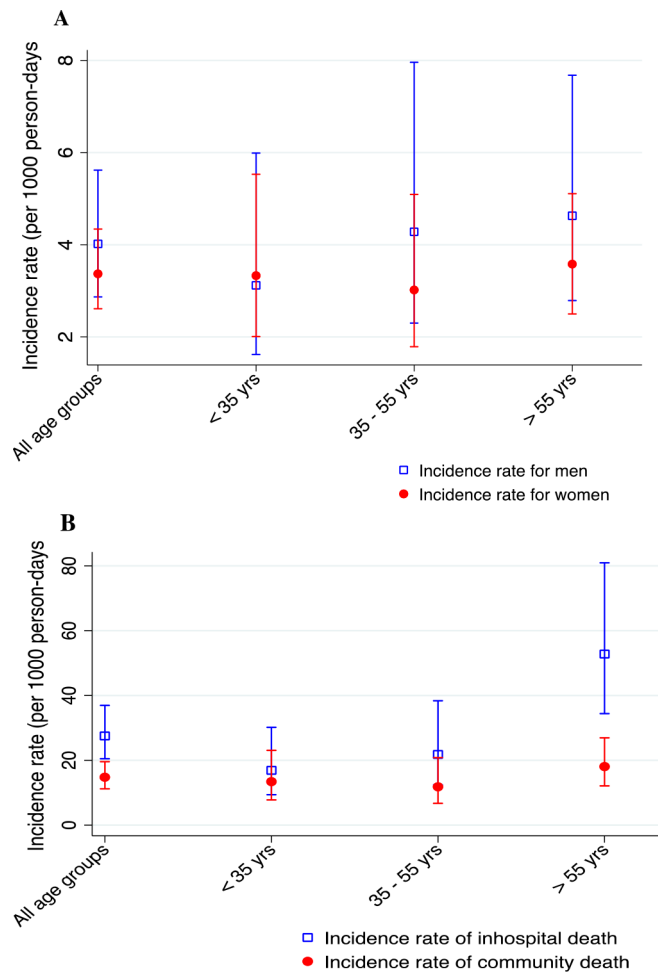 A
Incidence rate (per 1000 person-days
8
6
4
2
All age groups
< 35 yrs
35 - 55 yrs
> 55 yrs
Incidence rate for men
Incidence rate for women
B
Incidence rate (per 1000 person-days
80
60
40
20
0
All age groups
< 35 yrs
35 - 55 yrs
> 55 yrs
Incidence rate of inhospital death
Incidence rate of community death